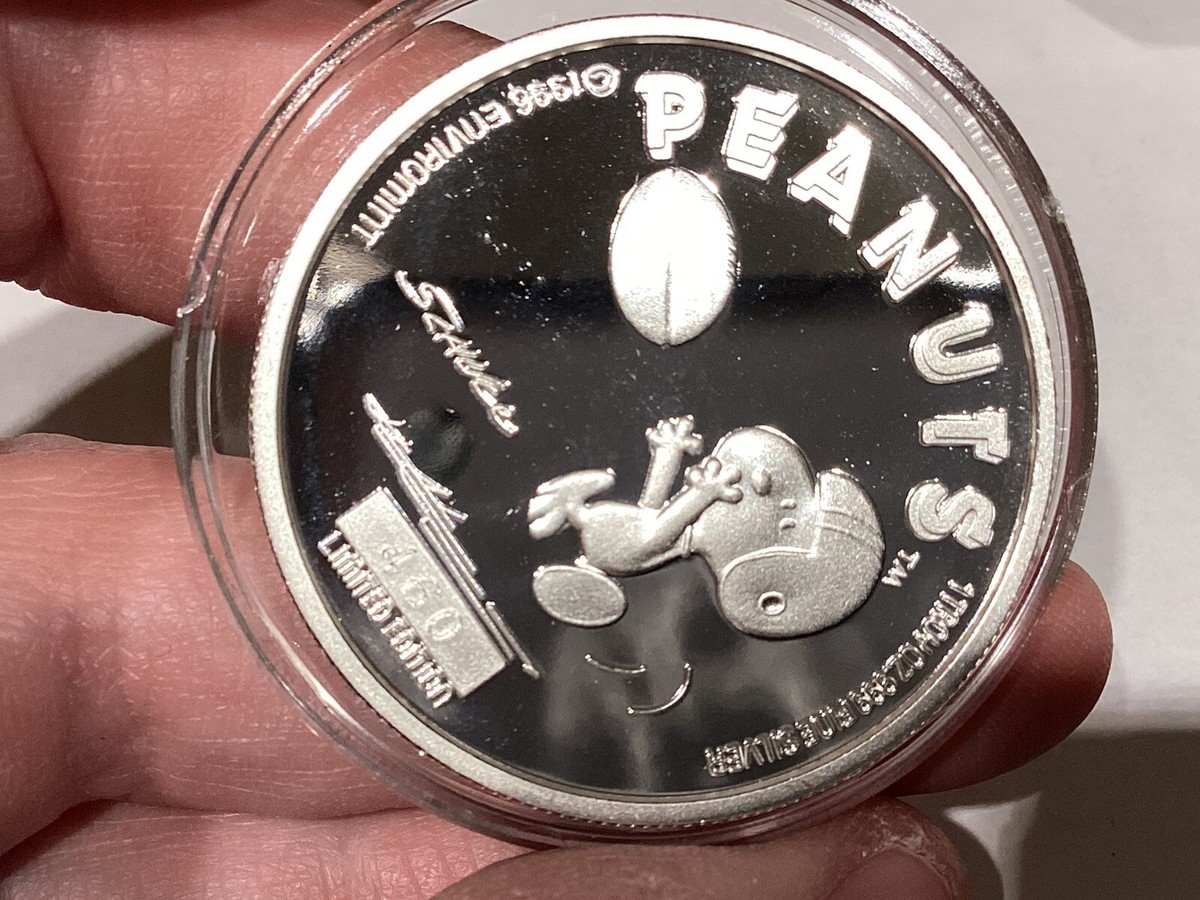 PEANUTS
TM
1 TROY OZ .999 FINE SILVER
©1996 ENVIROMINT
SCHULZ
LIMITED EDITION